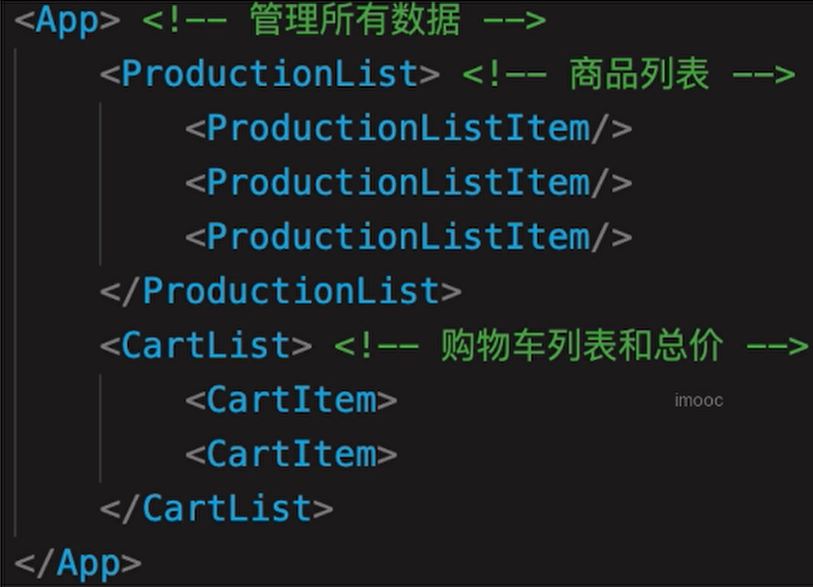 <App> <!-- 管理所有数据 -->
<ProductionList> <!-- 商品列表 -->
<ProductionListItem/>
<ProductionListItem/>
<ProductionListItem/>
</ProductionList>
<CartList> <!-- 购物车列表和总价 -->
<CartItem>
imooc
<CartItem>
</CartList>
</App>